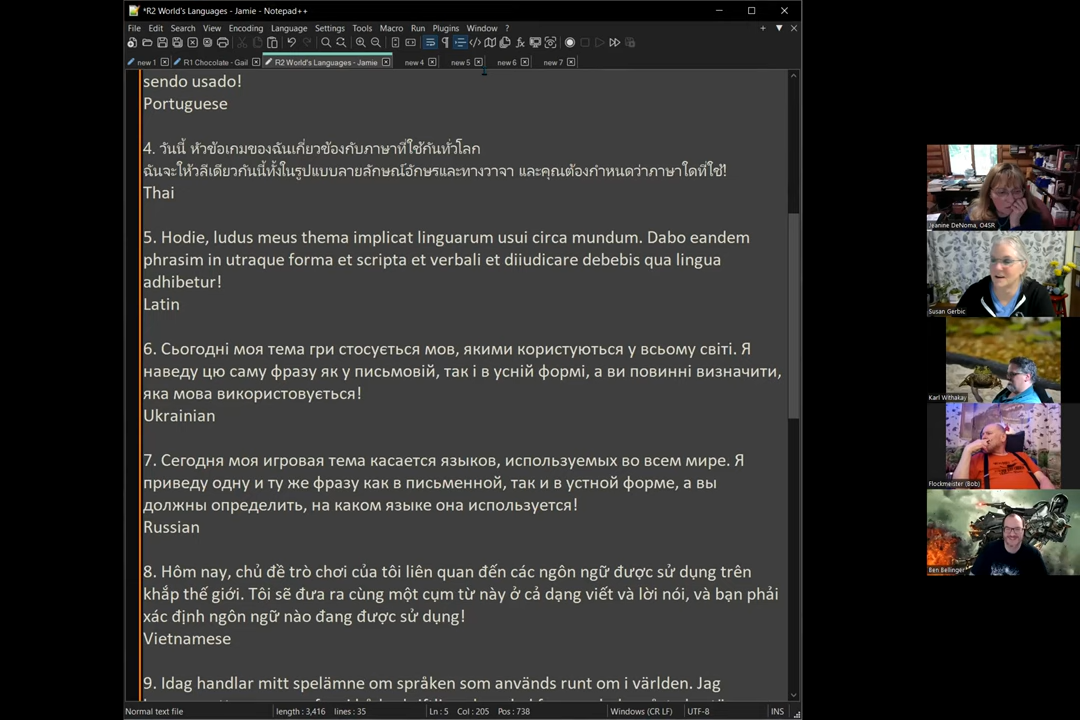 *R2 World's Languages - Jamie - Notepad++
File Edit Search View Encoding Language Settings Tools Macro Run Plugins Window ?
new 1 R1 Chocolate - Gail R2 World's Languages - Jamie new 4 new 5 new 6 new 7
sendo usado!
Portuguese
4. วันนี้ หัวข้อเกมของฉันเกี่ยวข้องกับภาษาที่ใช้กันทั่วโลก
ฉันจะให้วลีเดียวกันนี้ทั้งในรูปแบบลายลักษณ์อักษรและทางวาจา และคุณต้องกำหนดว่าภาษาใดที่ใช้!
Thai
5. Hodie, ludus meus thema implicat linguarum usui circa mundum. Dabo eandem
phrasim in utraque forma et scripta et verbali et diiudicare debebis qua lingua
adhibetur!
Latin
6. Сьогодні моя тема гри стосується мов, якими користуються у всьому світі. Я
наведу цю саму фразу як у письмовій, так і в усній формі, а ви повинні визначити,
яка мова використовується!
Ukrainian
7. Сегодня моя игровая тема касается языков, используемых во всем мире. Я
приведу одну и ту же фразу как в письменной, так и в устной форме, а вы
должны определить, на каком языке она используется!
Russian
8. Hôm nay, chủ đề trò chơi của tôi liên quan đến các ngôn ngữ được sử dụng trên
khắp thế giới. Tôi sẽ đưa ra cùng một cụm từ này ở cả dạng viết và lời nói, và bạn phải
xác định ngôn ngữ nào đang được sử dụng!
Vietnamese
9. Idag handlar mitt spelämne om språken som används runt om i världen. Jag
Normal text file length : 3,416 lines : 35 Ln : 5 Col : 205 Pos : 738 Windows (CR LF) UTF-8 INS
Jeanine DeNoma, O4SR
Susan Gerbic
Karl Withakay
Flockmeister (Bob)
Ben Bellinger